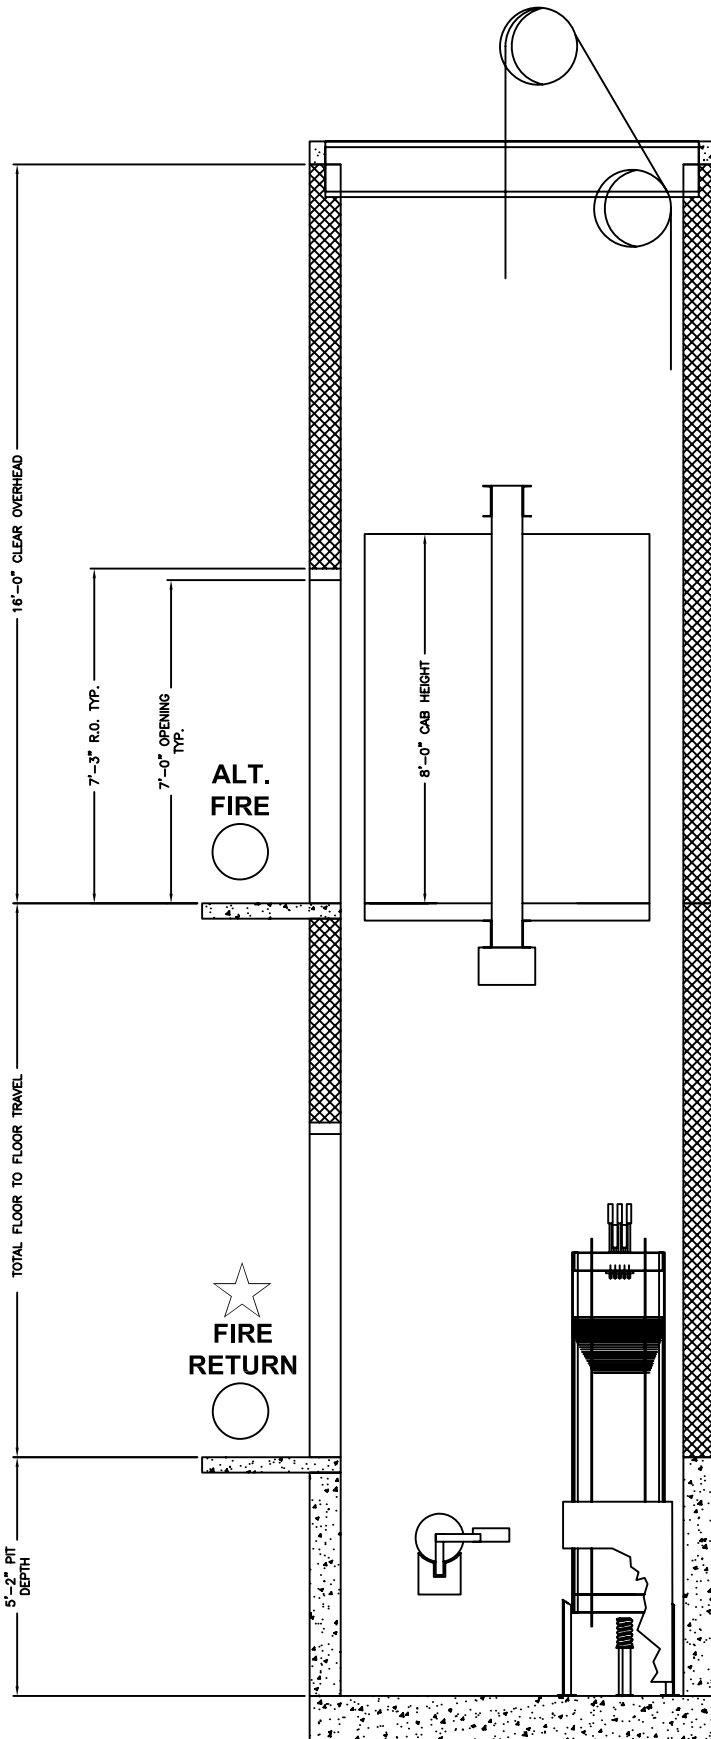 16'-0" CLEAR OVERHEAD
7'-3" R.O. TYP.
7'-0" OPENING
TYP.
8'-0" CAB HEIGHT
ALT.
FIRE
TOTAL FLOOR TO FLOOR TRAVEL
FIRE
RETURN
5'-2" PIT
DEPTH